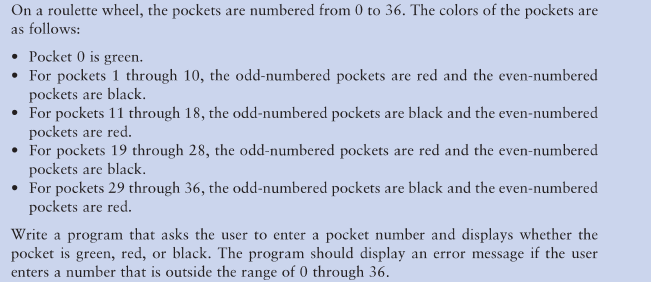 On a roulette wheel, the pockets are numbered from 0 to 36. The colors of the pockets are
as follows:
• Pocket 0 is green.
• For pockets 1 through 10, the odd-numbered pockets are red and the even-numbered
pockets are black.
• For pockets 11 through 18, the odd-numbered pockets are black and the even-numbered
pockets are red.
• For pockets 19 through 28, the odd-numbered pockets are red and the even-numbered
pockets are black.
• For pockets 29 through 36, the odd-numbered pockets are black and the even-numbered
pockets are red.
Write a program that asks the user to enter a pocket number and displays whether the
pocket is green, red, or black. The program should display an error message if the user
enters a number that is outside the range of 0 through 36.